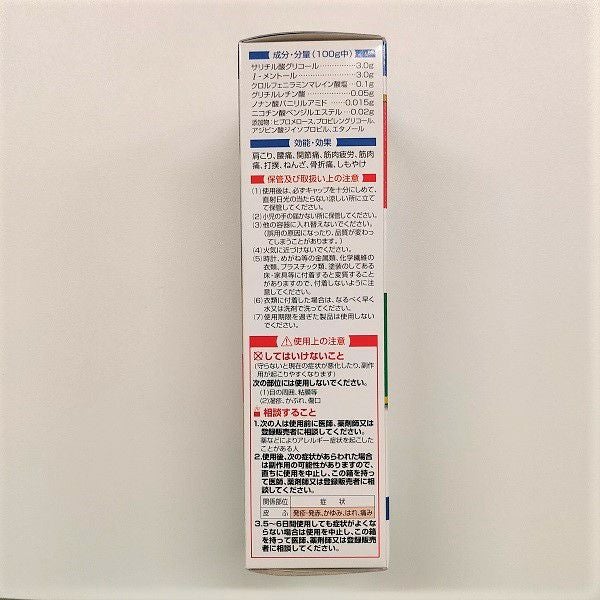 成分・分量(100g中)
サリチル酸グリコール…………3.0g
l-メントール……………………3.0g
クロルフェニラミンマレイン酸塩…0.1g
グリチルレチン酸……………0.05g
ノナン酸バニリルアミド……0.015g
ニコチン酸ベンジルエステル…0.02g
添加物:ヒプロメロース、プロピレングリコール、
アジピン酸ジイソプロピル、エタノール
効能・効果
肩こり、腰痛、関節痛、筋肉疲労、筋肉
痛、打撲、ねんざ、骨折痛、しもやけ
保管及び取扱い上の注意
(1)使用後は、必ずキャップを十分にしめて、
直射日光の当たらない涼しい所に立て
て保管してください。
(2)小児の手の届かない所に保管してください。
(3)他の容器に入れ替えないでください。
(誤用の原因になったり、品質が変わっ
てしまうことがあります。)
(4)火気に近づけないでください。
(5)時計、めがね等の金属類、化学繊維の
衣類、プラスチック類、塗装のしてある
床・家具等に付着すると変質すること
がありますので、付着しないように注
意してください。
(6)衣類に付着した場合は、なるべく早く
水又は洗剤で洗ってください。
(7)使用期限を過ぎた製品は使用しない
でください。
使用上の注意
してはいけないこと
(守らないと現在の症状が悪化したり、副作
用が起こりやすくなります)
次の部位には使用しないでください。
(1)目の周囲、粘膜等
(2)湿疹、かぶれ、傷口
相談すること
1.次の人は使用前に医師、薬剤師又は
登録販売者に相談してください。
薬などによりアレルギー症状を起こした
ことがある人
2.使用後、次の症状があらわれた場合
は副作用の可能性がありますので、
直ちに使用を中止し、この箱を持っ
て医師、薬剤師又は登録販売者に相
談してください。
関係部位 症状
皮ふ 発疹・発赤、かゆみ、はれ、痛み
3.5~6日間使用しても症状がよくな
らない場合は使用を中止し、この箱
を持って医師、薬剤師又は登録販売
者に相談してください。